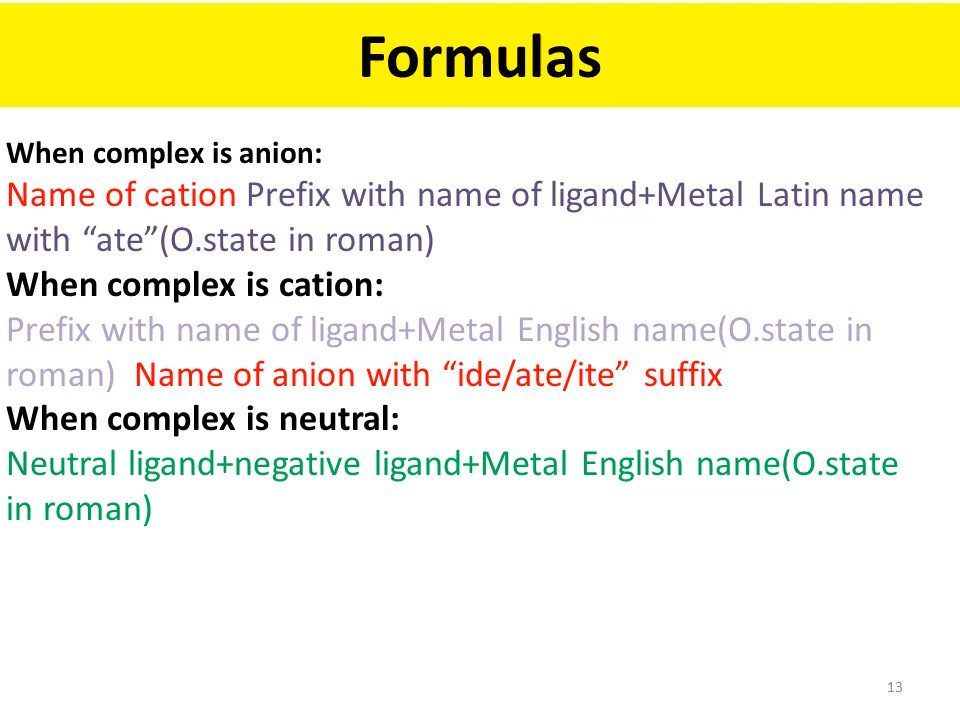 Formulas
When complex is anion:
Name of cation Prefix with name of ligand+Metal Latin name
with “ate”(O.state in roman)
When complex is cation:
Prefix with name of ligand+Metal English name(O.state in
roman) Name of anion with “ide/ate/ite” suffix
When complex is neutral:
Neutral ligand+negative ligand+Metal English name(O.state
in roman)
13